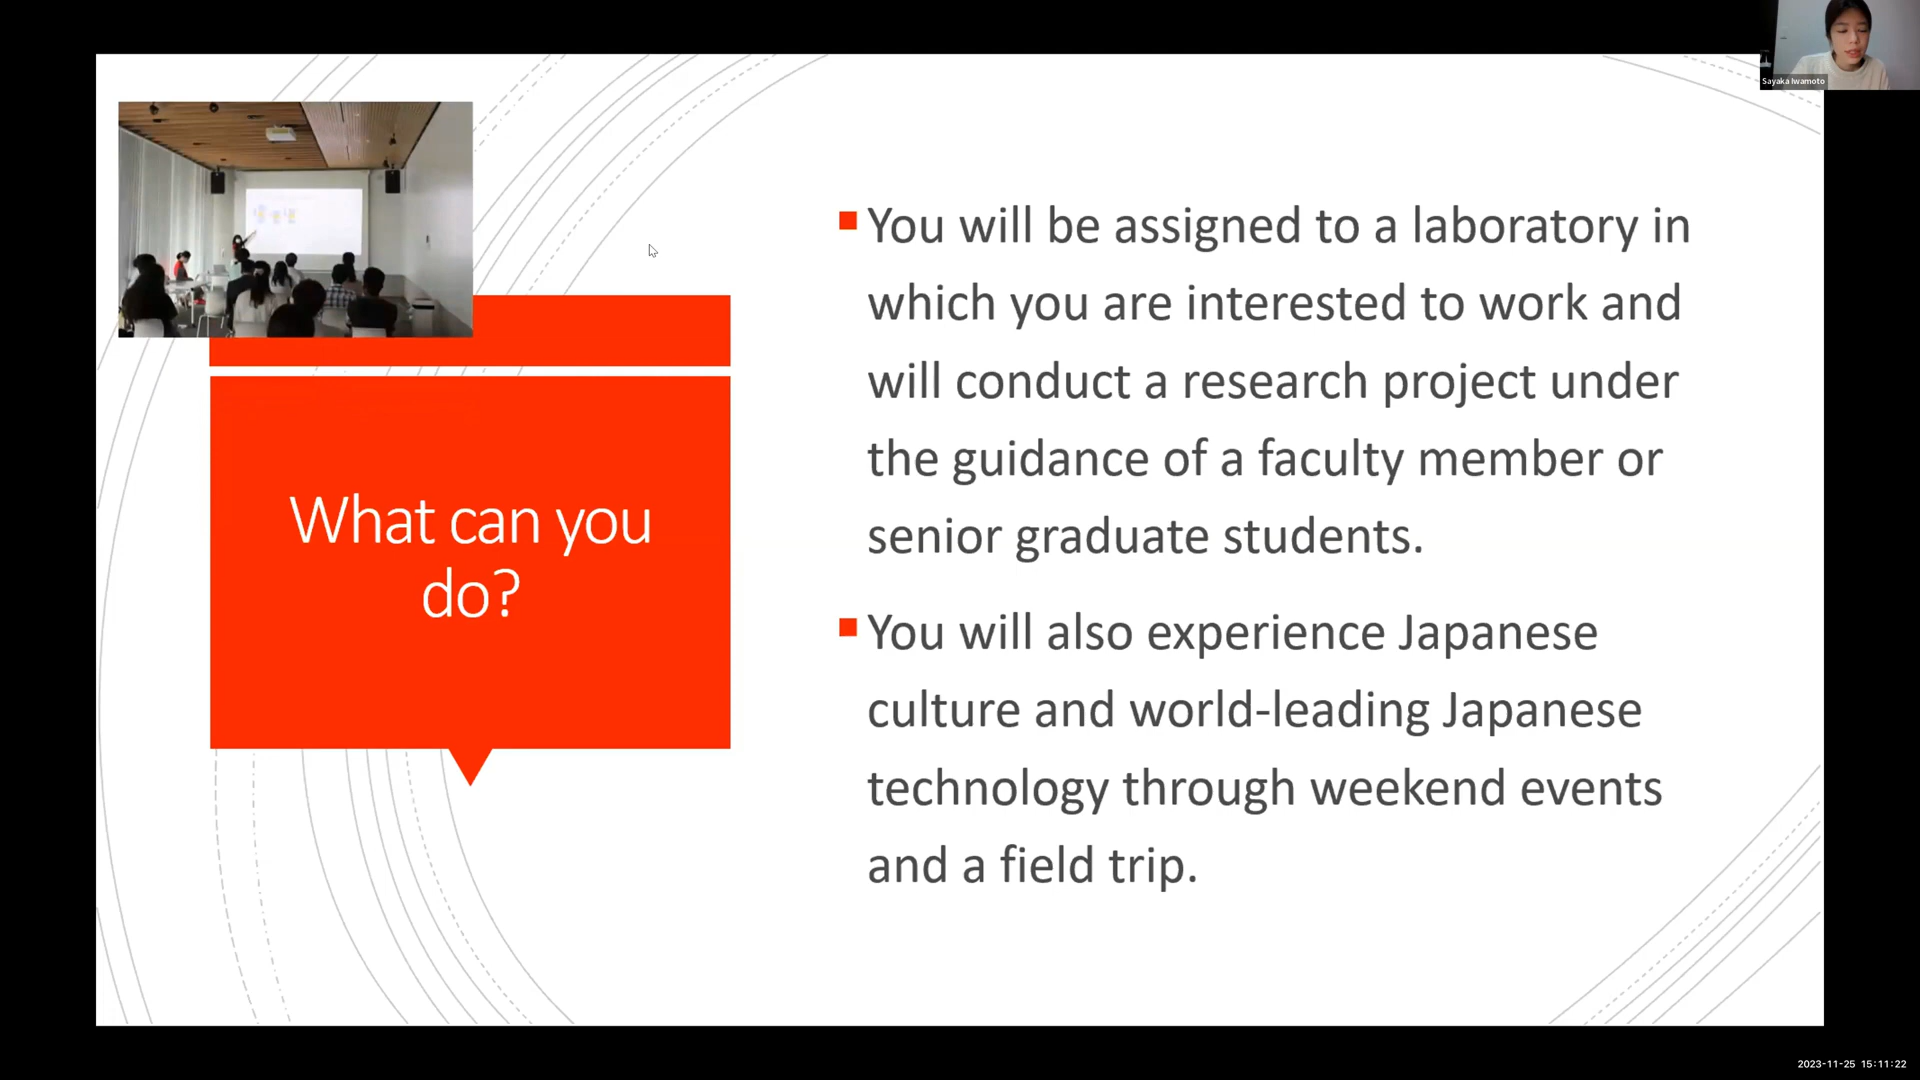 Sayaka Iwamoto
What can you
do?
You will be assigned to a laboratory in
which you are interested to work and
will conduct a research project under
the guidance of a faculty member or
senior graduate students.
You will also experience Japanese
culture and world-leading Japanese
technology through weekend events
and a field trip.
2023-11-25 15:11:22